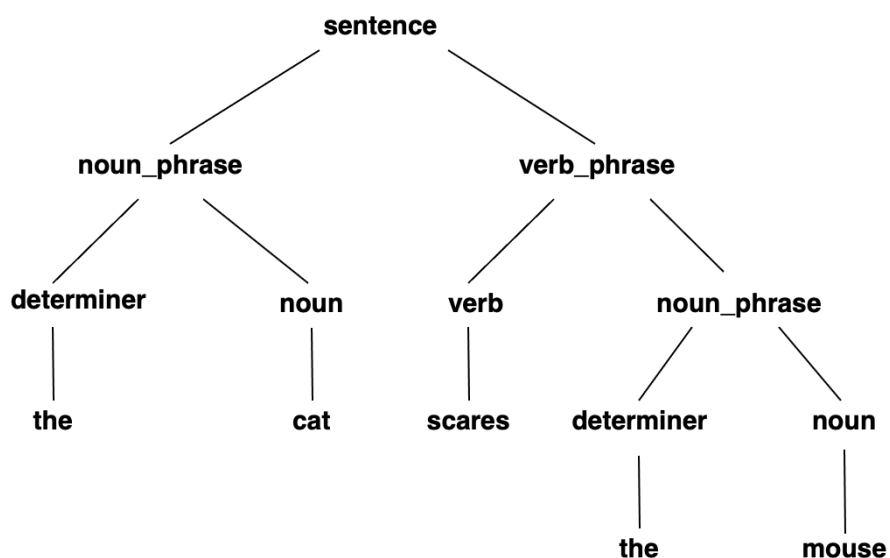 sentence
noun_phrase verb_phrase
determiner noun verb noun_phrase
the cat scares determiner noun
the mouse